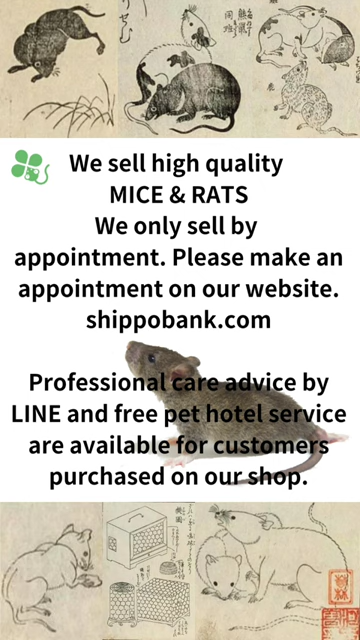 熊鼠
We sell high quality
MICE & RATS
We only sell by
appointment. Please make an
appointment on our website.
shippobank.com
Professional care advice by
LINE and free pet hotel service
are available for customers
purchased on our shop.